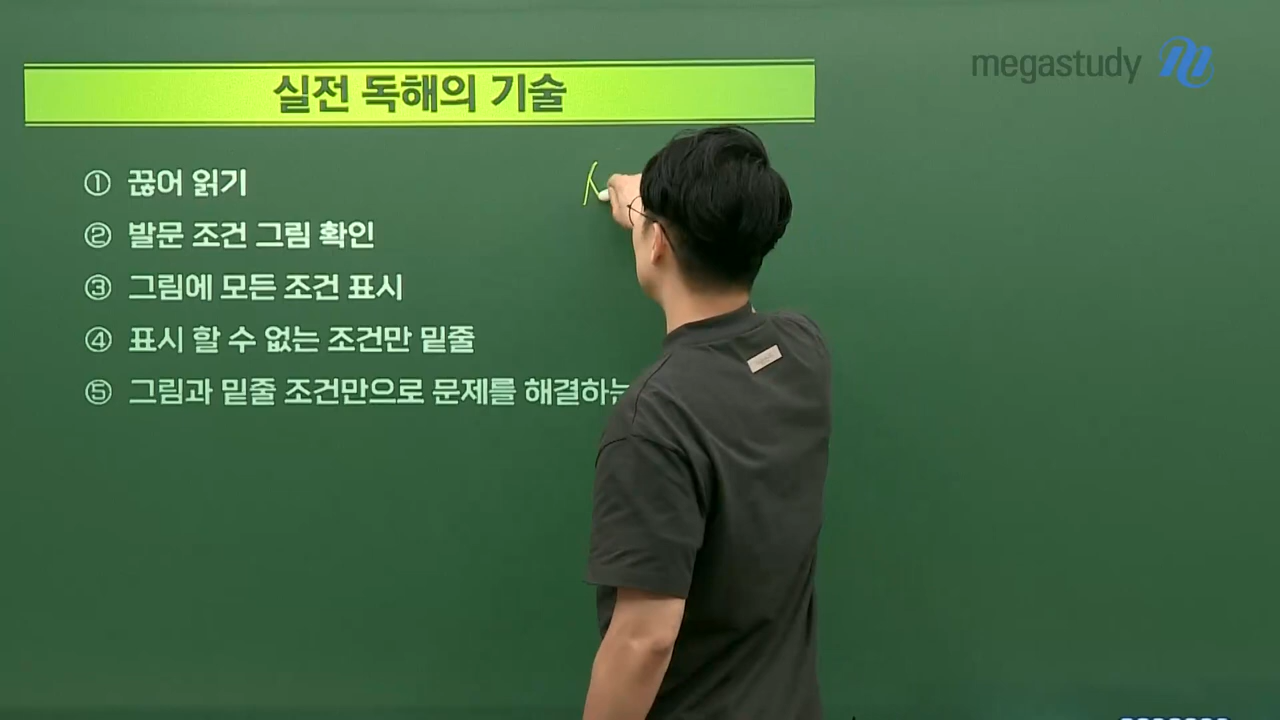 실전 독해의 기술
megastudy
① 끊어 읽기
② 발문 조건 그림 확인
③ 그림에 모든 조건 표시
④ 표시 할 수 없는 조건만 밑줄
⑤ 그림과 밑줄 조건만으로 문제를 해결하는